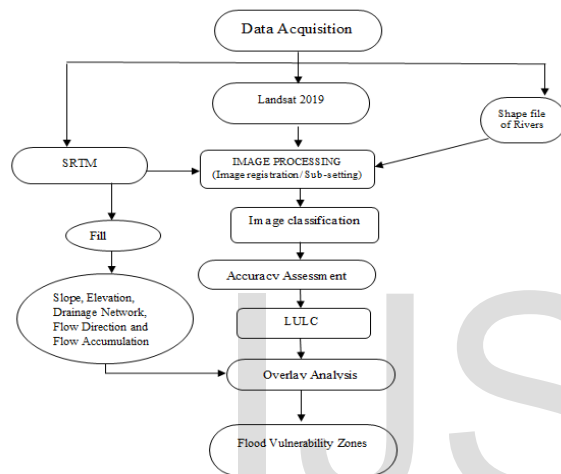 Data Acquisition
Landsat 2019
Shape file
of Rivers
SRTM
IMAGE PROCESSING
(Image registration/ Sub-setting)
Image classification
Fill
Accuracy Assessment
Slope, Elevation,
Drainage Network,
Flow Direction and
Flow Accumulation
LULC
Overlay Analysis
Flood Vulnerability Zones
IJS